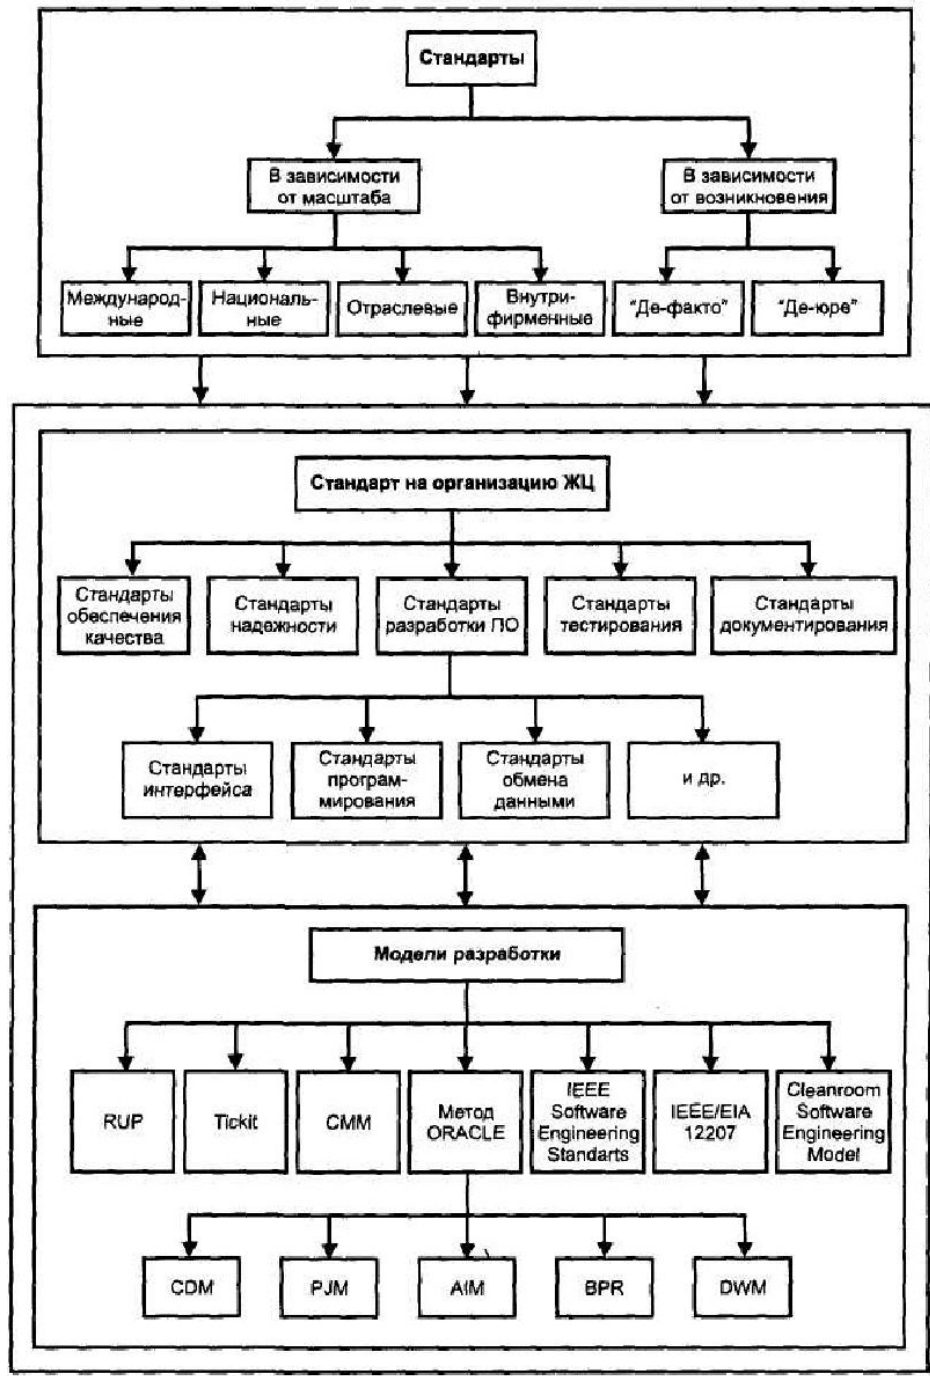 Стандарты
В зависимости
от масштаба
В зависимости
от возникновения
Международ-
ные
Националь-
ные
Отраслевые
Внутри-
фирменные
"Де-факто"
"Де-юре"
Стандарт на организацию ЖЦ
Стандарты
обеспечения
качества
Стандарты
надежности
Стандарты
разработки ПО
Стандарты
тестирования
Стандарты
документирования
Стандарты
интерфейса
Стандарты
програм-
мирования
Стандарты
обмена
данными
и др.
Модели разработки
RUP
Tickit
CMM
Метод
ORACLE
IEEE
Software
Engineering
Standarts
IEEE/EIA
12207
Cleanroom
Software
Engineering
Model
CDM
PJM
AIM
BPR
DWM